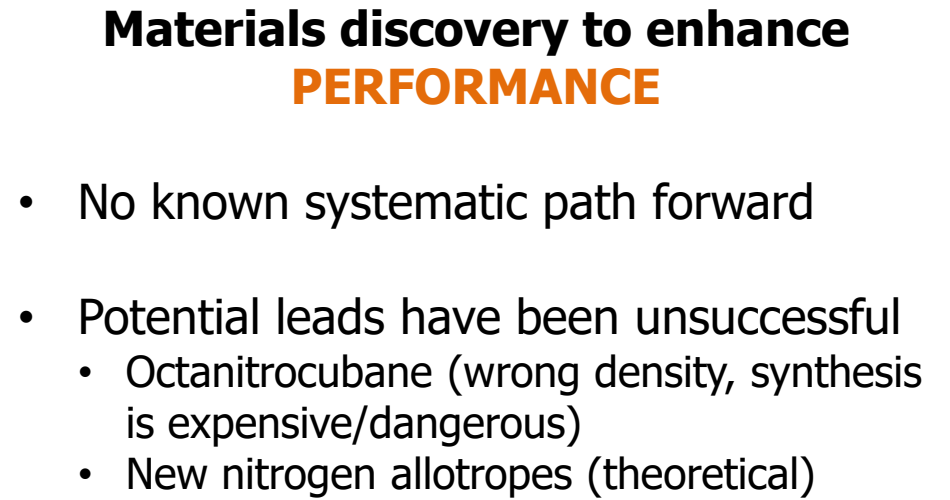 Materials discovery to enhance
PERFORMANCE
• No known systematic path forward
• Potential leads have been unsuccessful
• Octanitrocubane (wrong density, synthesis
is expensive/dangerous)
• New nitrogen allotropes (theoretical)